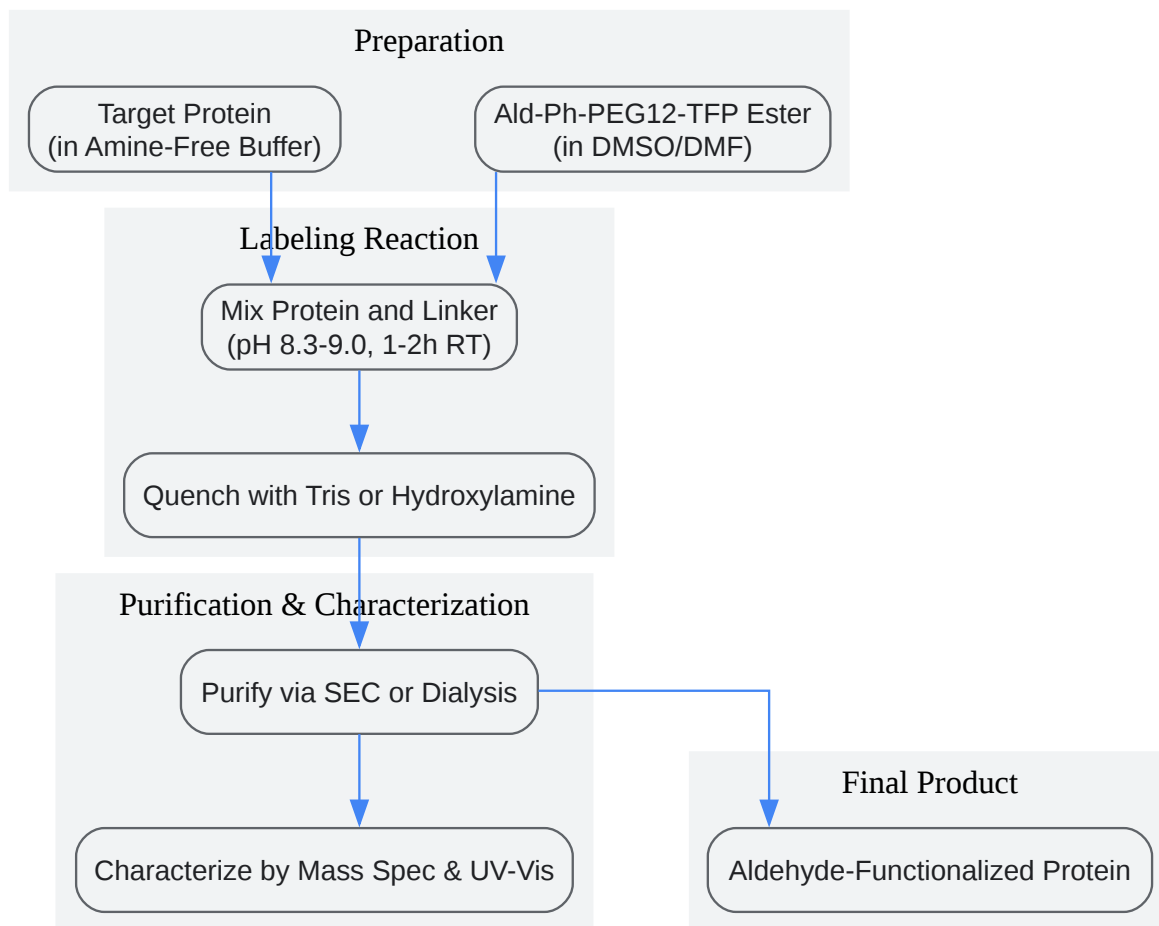 Preparation
Target Protein
(in Amine-Free Buffer)
Ald-Ph-PEG12-TFP Ester
(in DMSO/DMF)
Labeling Reaction
Mix Protein and Linker
(pH 8.3-9.0, 1-2h RT)
Quench with Tris or Hydroxylamine
Purification & Characterization
Purify via SEC or Dialysis
Characterize by Mass Spec & UV-Vis
Final Product
Aldehyde-Functionalized Protein